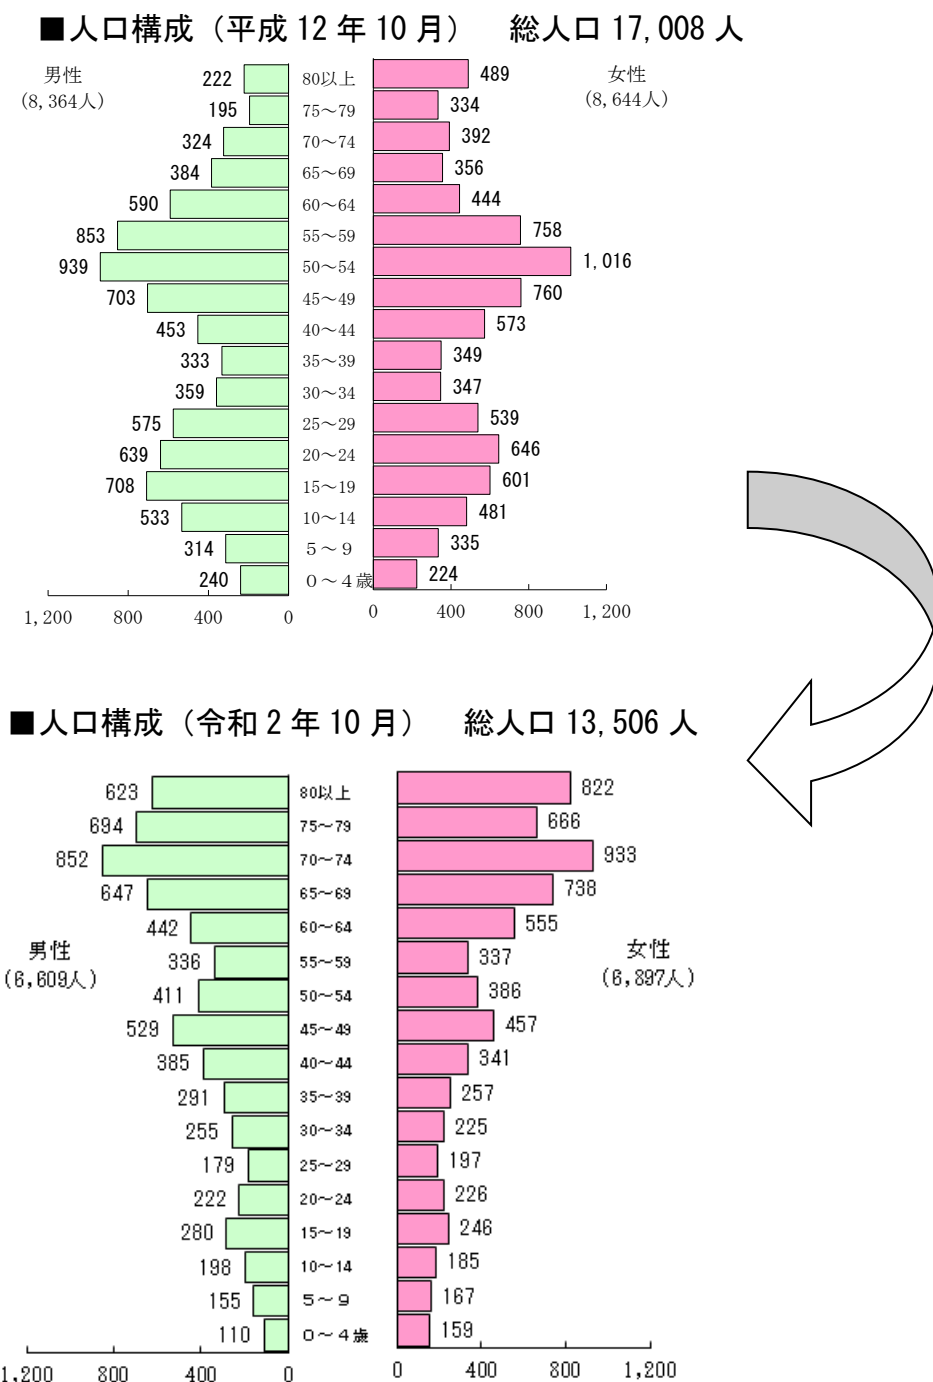 ■人口構成（平成 12 年 10 月）　総人口 17,008 人
男性
（8,364人）
女性
（8,644人）
222 80以上 489
195 75～79 334
324 70～74 392
384 65～69 356
590 60～64 444
853 55～59 758
939 50～54 1,016
703 45～49 760
453 40～44 573
333 35～39 349
359 30～34 347
575 25～29 539
639 20～24 646
708 15～19 601
533 10～14 481
314 5～9 335
240 0～4歳 224
1,200 800 400 0 0 400 800 1,200
■人口構成（令和 2 年 10 月）　総人口 13,506 人
623 80以上 822
694 75～79 666
852 70～74 933
647 65～69 738
442 60～64 555
男性
（6,609人）
女性
（6,897人）
336 55～59 337
411 50～54 386
529 45～49 457
385 40～44 341
291 35～39 257
255 30～34 225
179 25～29 197
222 20～24 226
280 15～19 246
198 10～14 185
155 5～9 167
110 0～4歳 159
1,200 800 400 0 0 400 800 1,200